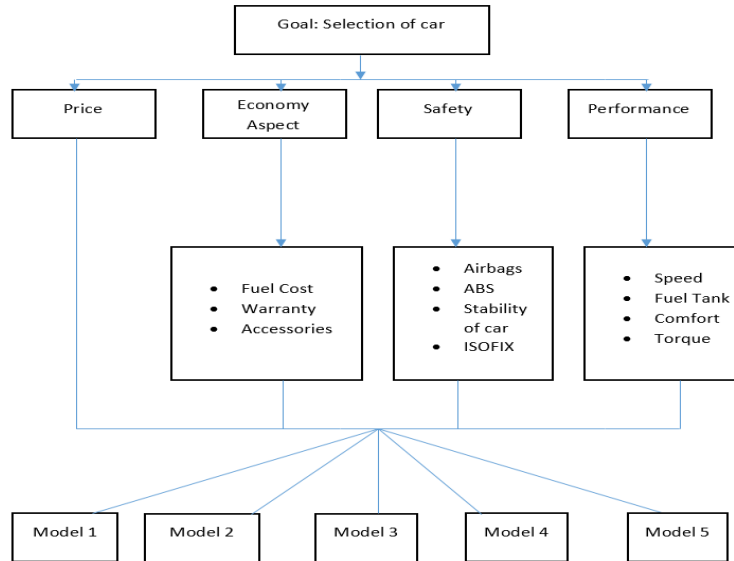 Goal: Selection of car
Price
Economy
Aspect
Safety
Performance
• Fuel Cost
• Warranty
• Accessories
• Airbags
• ABS
• Stability
of car
• ISOFIX
• Speed
• Fuel Tank
• Comfort
• Torque
Model 1
Model 2
Model 3
Model 4
Model 5